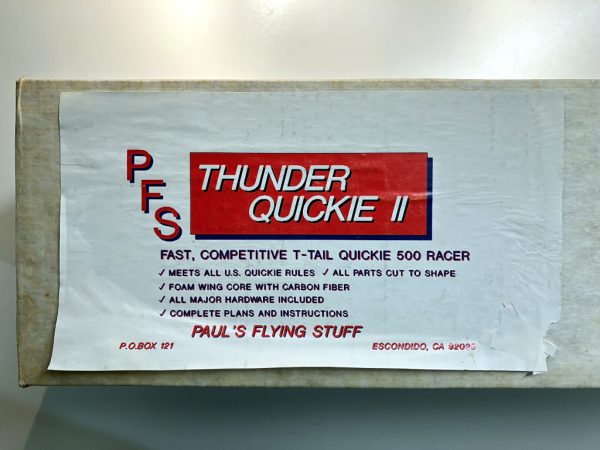 PFS
THUNDER
QUICKIE II
FAST, COMPETITIVE T-TAIL QUICKIE 500 RACER
✓ MEETS ALL U.S. QUICKIE RULES ✓ ALL PARTS CUT TO SHAPE
✓ FOAM WING CORE WITH CARBON FIBER
✓ ALL MAJOR HARDWARE INCLUDED
✓ COMPLETE PLANS AND INSTRUCTIONS
PAUL'S FLYING STUFF
P.O.BOX 121 ESCONDIDO, CA